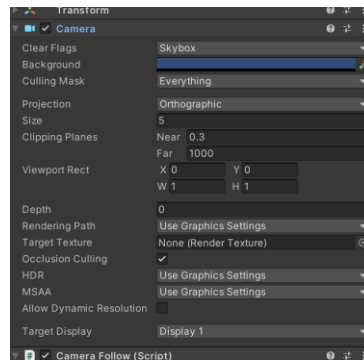 Transform
Camera
Clear Flags Skybox
Background
Culling Mask Everything
Projection Orthographic
Size 5
Clipping Planes Near 0.3
Far 1000
Viewport Rect X 0 Y 0
W 1 H 1
Depth 0
Rendering Path Use Graphics Settings
Target Texture None (Render Texture)
Occlusion Culling
HDR Use Graphics Settings
MSAA Use Graphics Settings
Allow Dynamic Resolution
Target Display Display 1
Camera Follow (Script)